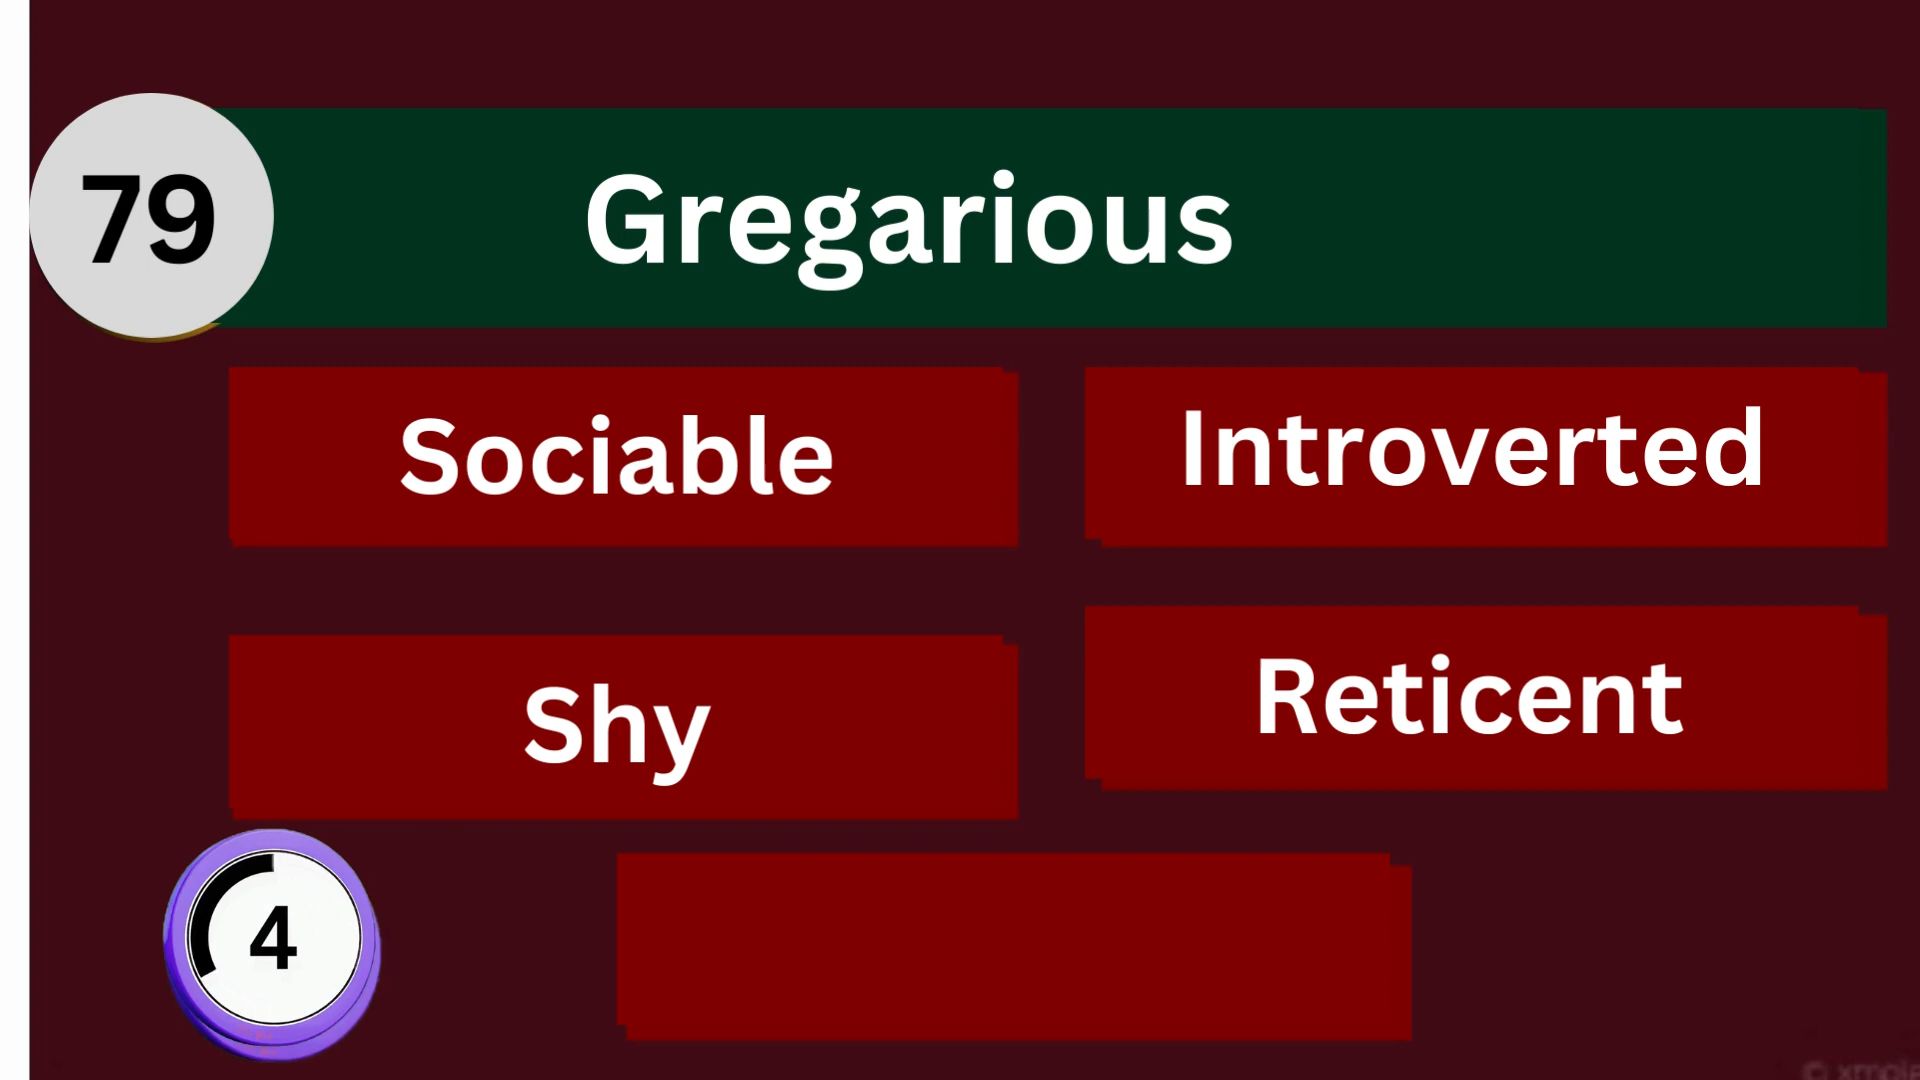 79
Gregarious
Sociable
Introverted
Shy
Reticent
4